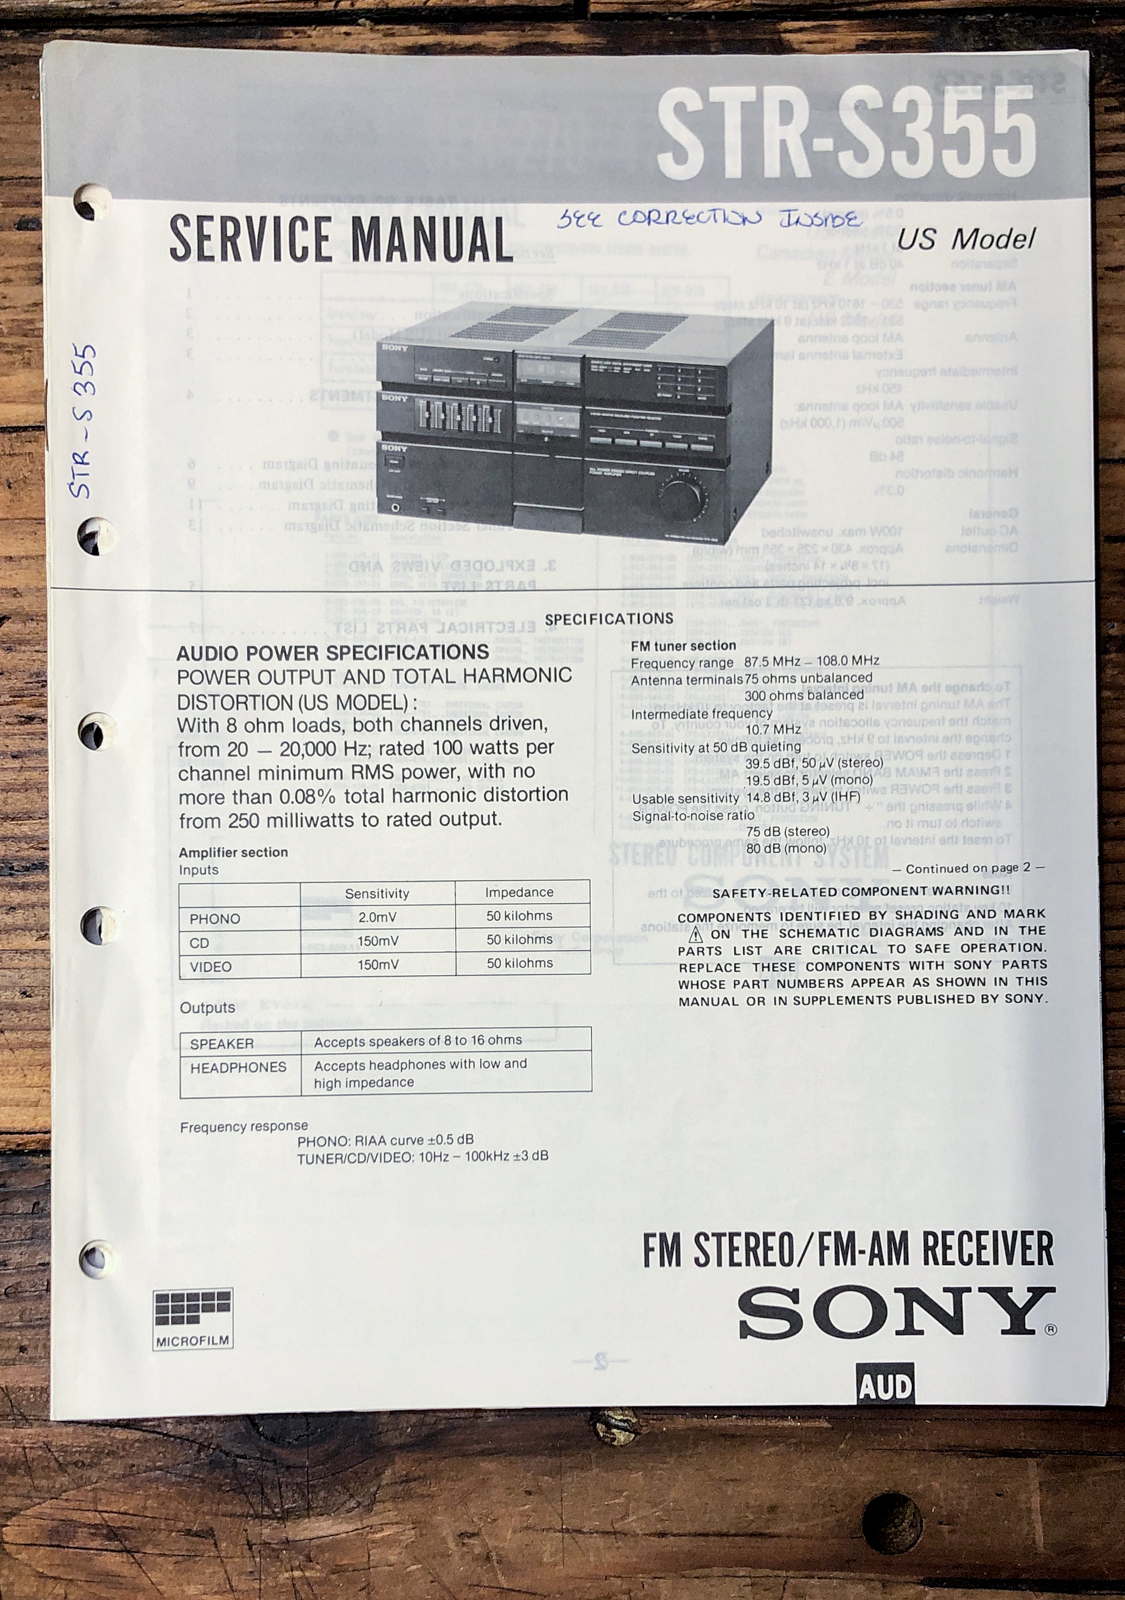 STR-S355
SERVICE MANUAL
SEE CORRECTION INSIDE
US Model
STR-S355
SONY
SONY
SONY
SPECIFICATIONS
AUDIO POWER SPECIFICATIONS
POWER OUTPUT AND TOTAL HARMONIC
DISTORTION (US MODEL) :
With 8 ohm loads, both channels driven,
from 20 – 20,000 Hz; rated 100 watts per
channel minimum RMS power, with no
more than 0.08% total harmonic distortion
from 250 milliwatts to rated output.
Amplifier section
Inputs
Sensitivity Impedance
PHONO 2.0mV 50 kilohms
CD 150mV 50 kilohms
VIDEO 150mV 50 kilohms
Outputs
SPEAKER Accepts speakers of 8 to 16 ohms
HEADPHONES Accepts headphones with low and
high impedance
Frequency response
PHONO: RIAA curve ±0.5 dB
TUNER/CD/VIDEO: 10Hz – 100kHz ±3 dB
FM tuner section
Frequency range 87.5 MHz – 108.0 MHz
Antenna terminals 75 ohms unbalanced
300 ohms balanced
Intermediate frequency
10.7 MHz
Sensitivity at 50 dB quieting
39.5 dBf, 50 µV (stereo)
19.5 dBf, 5 µV (mono)
Usable sensitivity 14.8 dBf, 3 µV (IHF)
Signal-to-noise ratio
75 dB (stereo)
80 dB (mono)
– Continued on page 2 –
SAFETY-RELATED COMPONENT WARNING!!
COMPONENTS IDENTIFIED BY SHADING AND MARK
⚠ ON THE SCHEMATIC DIAGRAMS AND IN THE
PARTS LIST ARE CRITICAL TO SAFE OPERATION.
REPLACE THESE COMPONENTS WITH SONY PARTS
WHOSE PART NUMBERS APPEAR AS SHOWN IN THIS
MANUAL OR IN SUPPLEMENTS PUBLISHED BY SONY.
FM STEREO/FM-AM RECEIVER
SONY®
MICROFILM
AUD